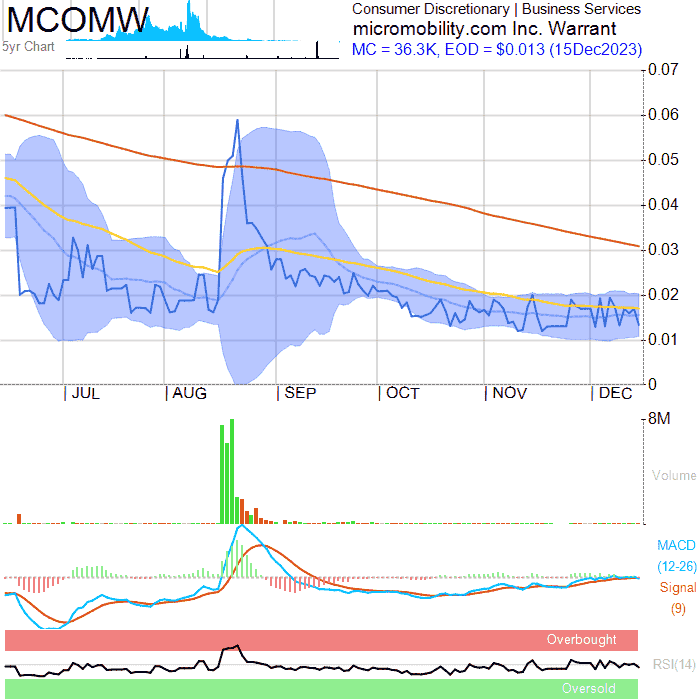 MCOMW
5yr Chart
Consumer Discretionary | Business Services
micromobility.com Inc. Warrant
MC = 36.3K, EOD = $0.013 (15Dec2023)
0.07
0.06
0.05
0.04
0.03
0.02
0.01
0
JUL AUG SEP OCT NOV DEC
8M
Volume
MACD
(12-26)
Signal
(9)
Overbought
RSI(14)
Oversold